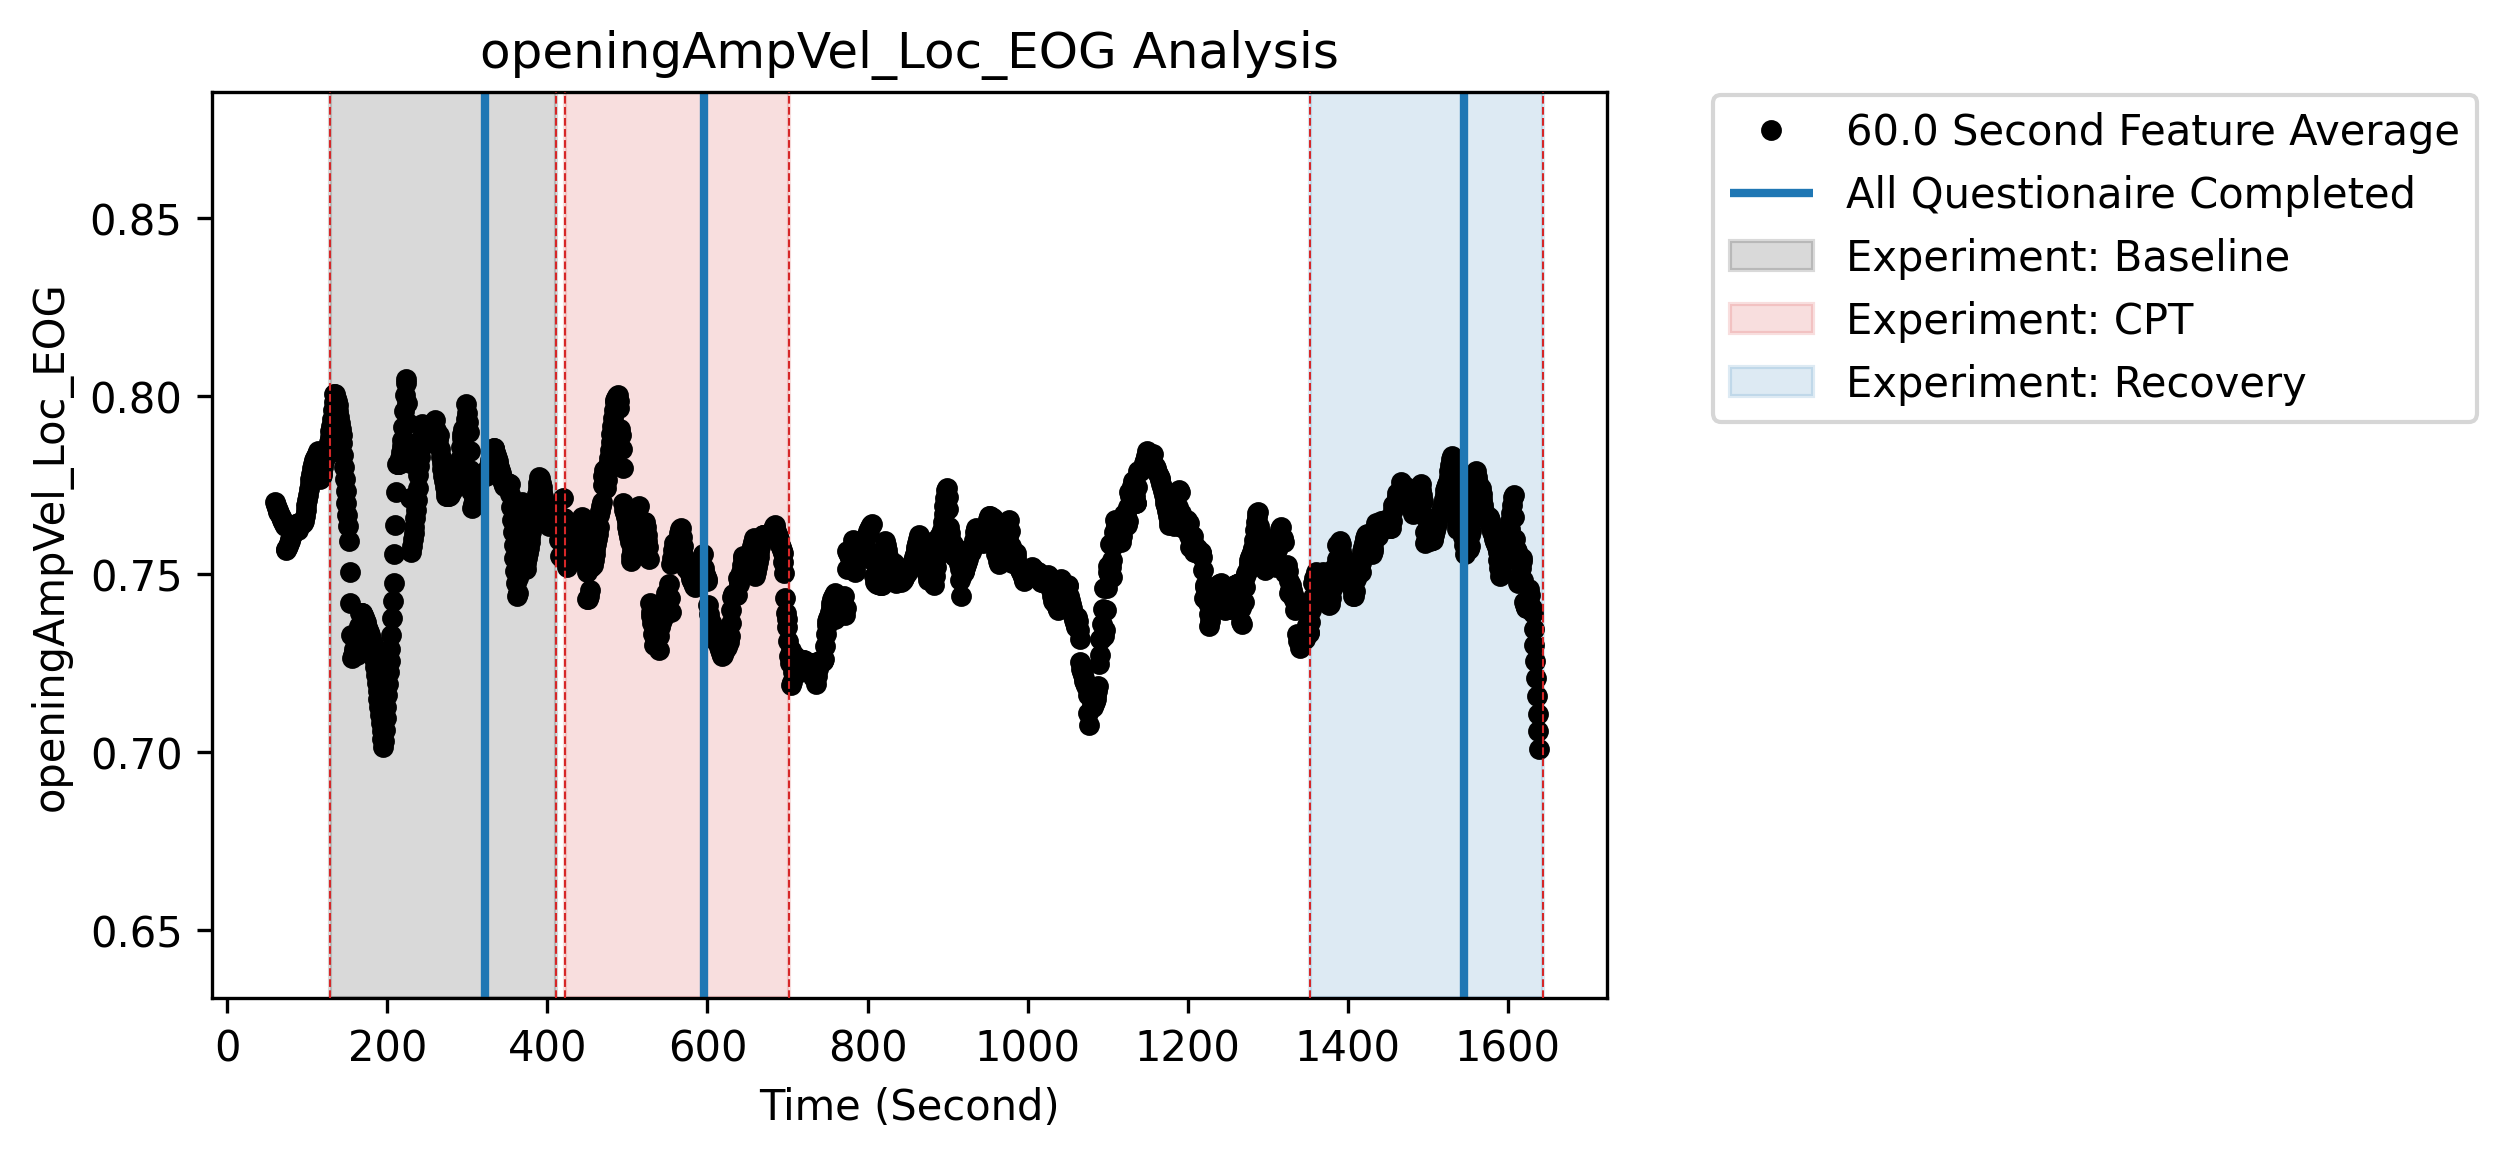 openingAmpVel_Loc_EOG Analysis
openingAmpVel_Loc_EOG
0.85
0.80
0.75
0.70
0.65
0 200 400 600 800 1000 1200 1400 1600
Time (Second)
60.0 Second Feature Average
All Questionaire Completed
Experiment: Baseline
Experiment: CPT
Experiment: Recovery